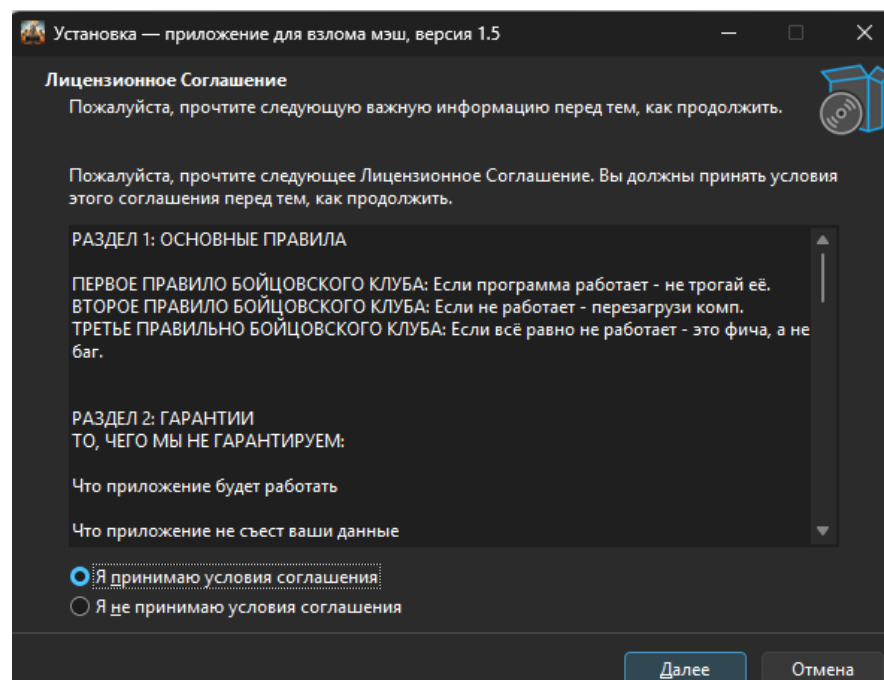 Установка — приложение для взлома мэш, версия 1.5
Лицензионное Соглашение
Пожалуйста, прочтите следующую важную информацию перед тем, как продолжить.
Пожалуйста, прочтите следующее Лицензионное Соглашение. Вы должны принять условия
этого соглашения перед тем, как продолжить.
РАЗДЕЛ 1: ОСНОВНЫЕ ПРАВИЛА
ПЕРВОЕ ПРАВИЛО БОЙЦОВСКОГО КЛУБА: Если программа работает - не трогай её.
ВТОРОЕ ПРАВИЛО БОЙЦОВСКОГО КЛУБА: Если не работает - перезагрузи комп.
ТРЕТЬЕ ПРАВИЛЬНО БОЙЦОВСКОГО КЛУБА: Если всё равно не работает - это фича, а не
баг.
РАЗДЕЛ 2: ГАРАНТИИ
ТО, ЧЕГО МЫ НЕ ГАРАНТИРУЕМ:
Что приложение будет работать
Что приложение не съест ваши данные
Я принимаю условия соглашения
Я не принимаю условия соглашения
Далее
Отмена